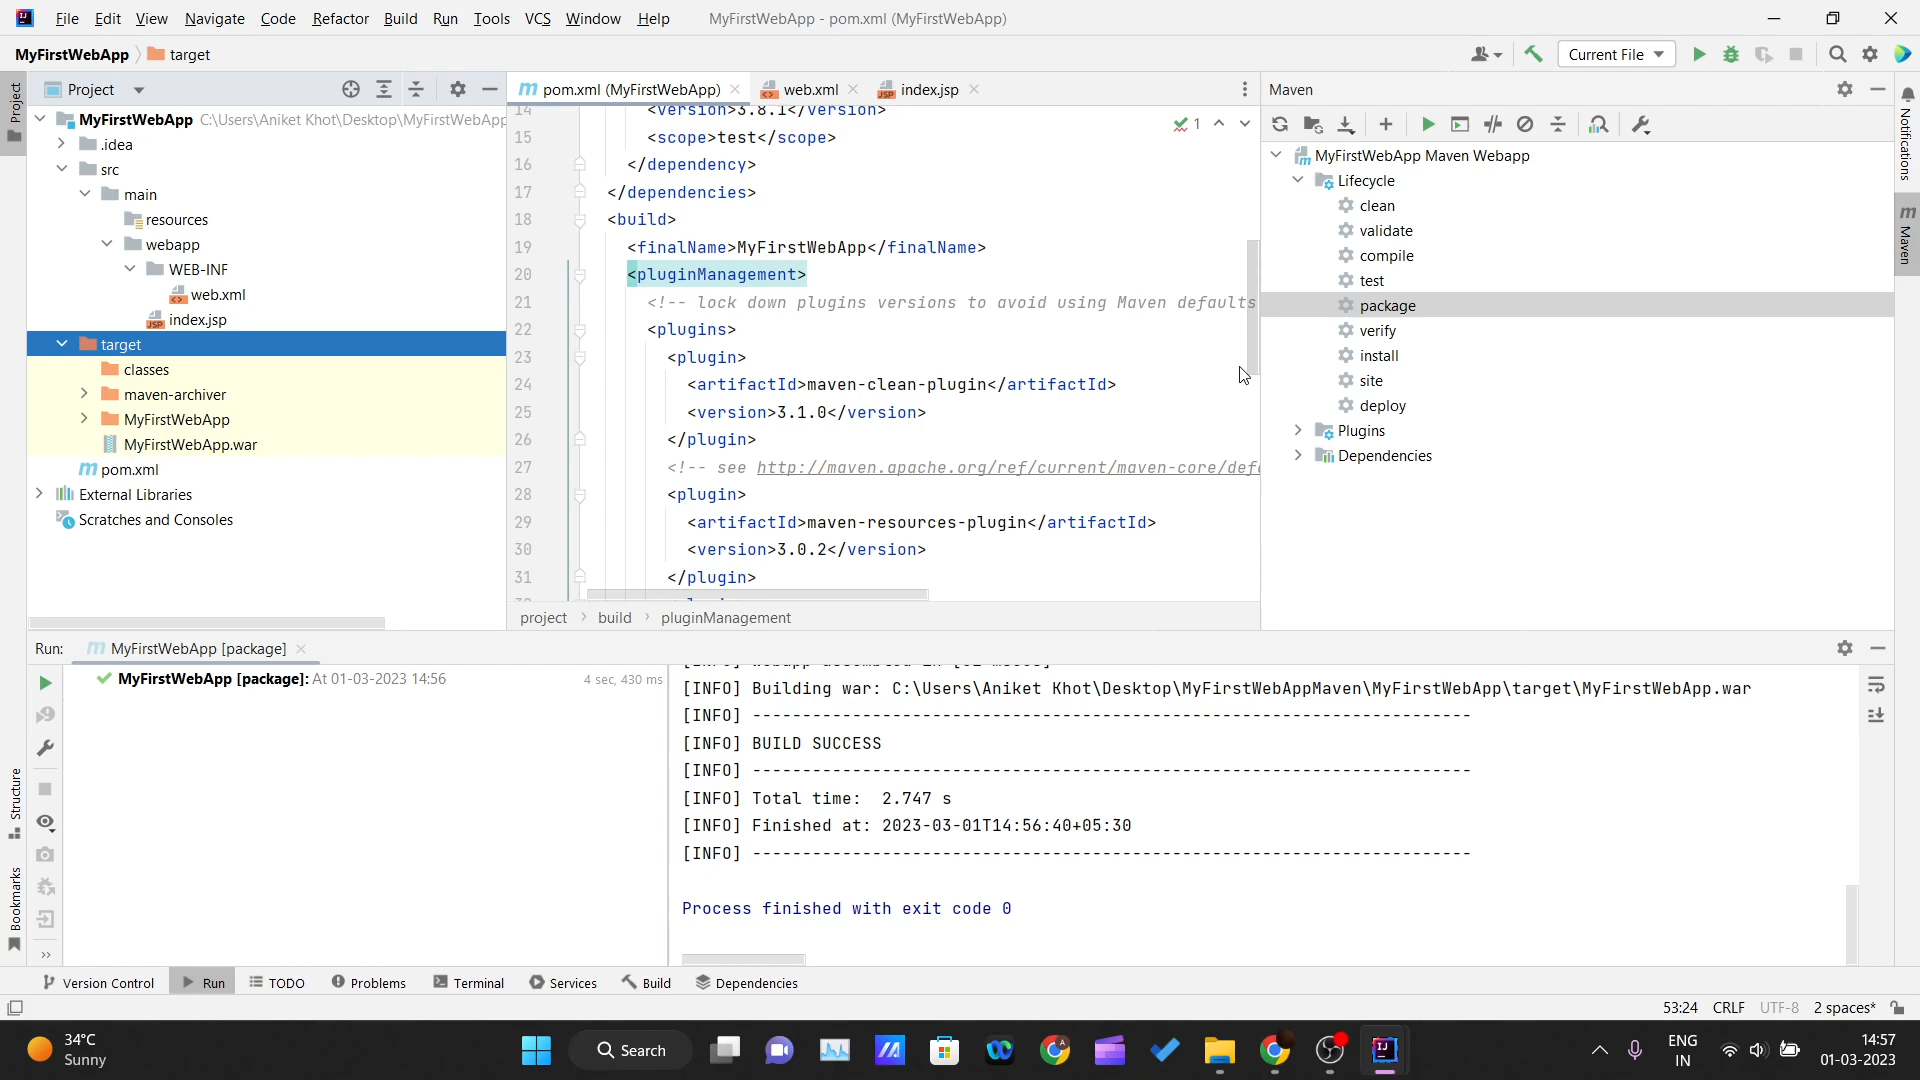 File Edit View Navigate Code Refactor Build Run Tools VCS Window Help MyFirstWebApp - pom.xml (MyFirstWebApp)
MyFirstWebApp target
Current File
Project
pom.xml (MyFirstWebApp)
web.xml
index.jsp
Maven
Project
Notifications
Maven
Structure
Bookmarks
MyFirstWebApp C:\Users\Aniket Khot\Desktop\MyFirstWebApp
.idea
src
main
resources
webapp
WEB-INF
web.xml
index.jsp
target
classes
maven-archiver
MyFirstWebApp
MyFirstWebApp.war
pom.xml
External Libraries
Scratches and Consoles
1
14 <version>3.8.1</version>
15 <scope>test</scope>
16 </dependency>
17 </dependencies>
18 <build>
19 <finalName>MyFirstWebApp</finalName>
20 <pluginManagement>
21 <!-- lock down plugins versions to avoid using Maven defaults
22 <plugins>
23 <plugin>
24 <artifactId>maven-clean-plugin</artifactId>
25 <version>3.1.0</version>
26 </plugin>
27 <!-- see http://maven.apache.org/ref/current/maven-core/def
28 <plugin>
29 <artifactId>maven-resources-plugin</artifactId>
30 <version>3.0.2</version>
31 </plugin>
project build pluginManagement
MyFirstWebApp Maven Webapp
Lifecycle
clean
validate
compile
test
package
verify
install
site
deploy
Plugins
Dependencies
Run: MyFirstWebApp [package]
MyFirstWebApp [package]: At 01-03-2023 14:56 4 sec, 430 ms
[INFO] Building war: C:\Users\Aniket Khot\Desktop\MyFirstWebAppMaven\MyFirstWebApp\target\MyFirstWebApp.war
[INFO] ------------------------------------------------------------------------
[INFO] BUILD SUCCESS
[INFO] ------------------------------------------------------------------------
[INFO] Total time:  2.747 s
[INFO] Finished at: 2023-03-01T14:56:40+05:30
[INFO] ------------------------------------------------------------------------
Process finished with exit code 0
Version Control Run TODO Problems Terminal Services Build Dependencies
53:24 CRLF UTF-8 2 spaces*
34°C
Sunny
Search
ENG
IN
14:57
01-03-2023